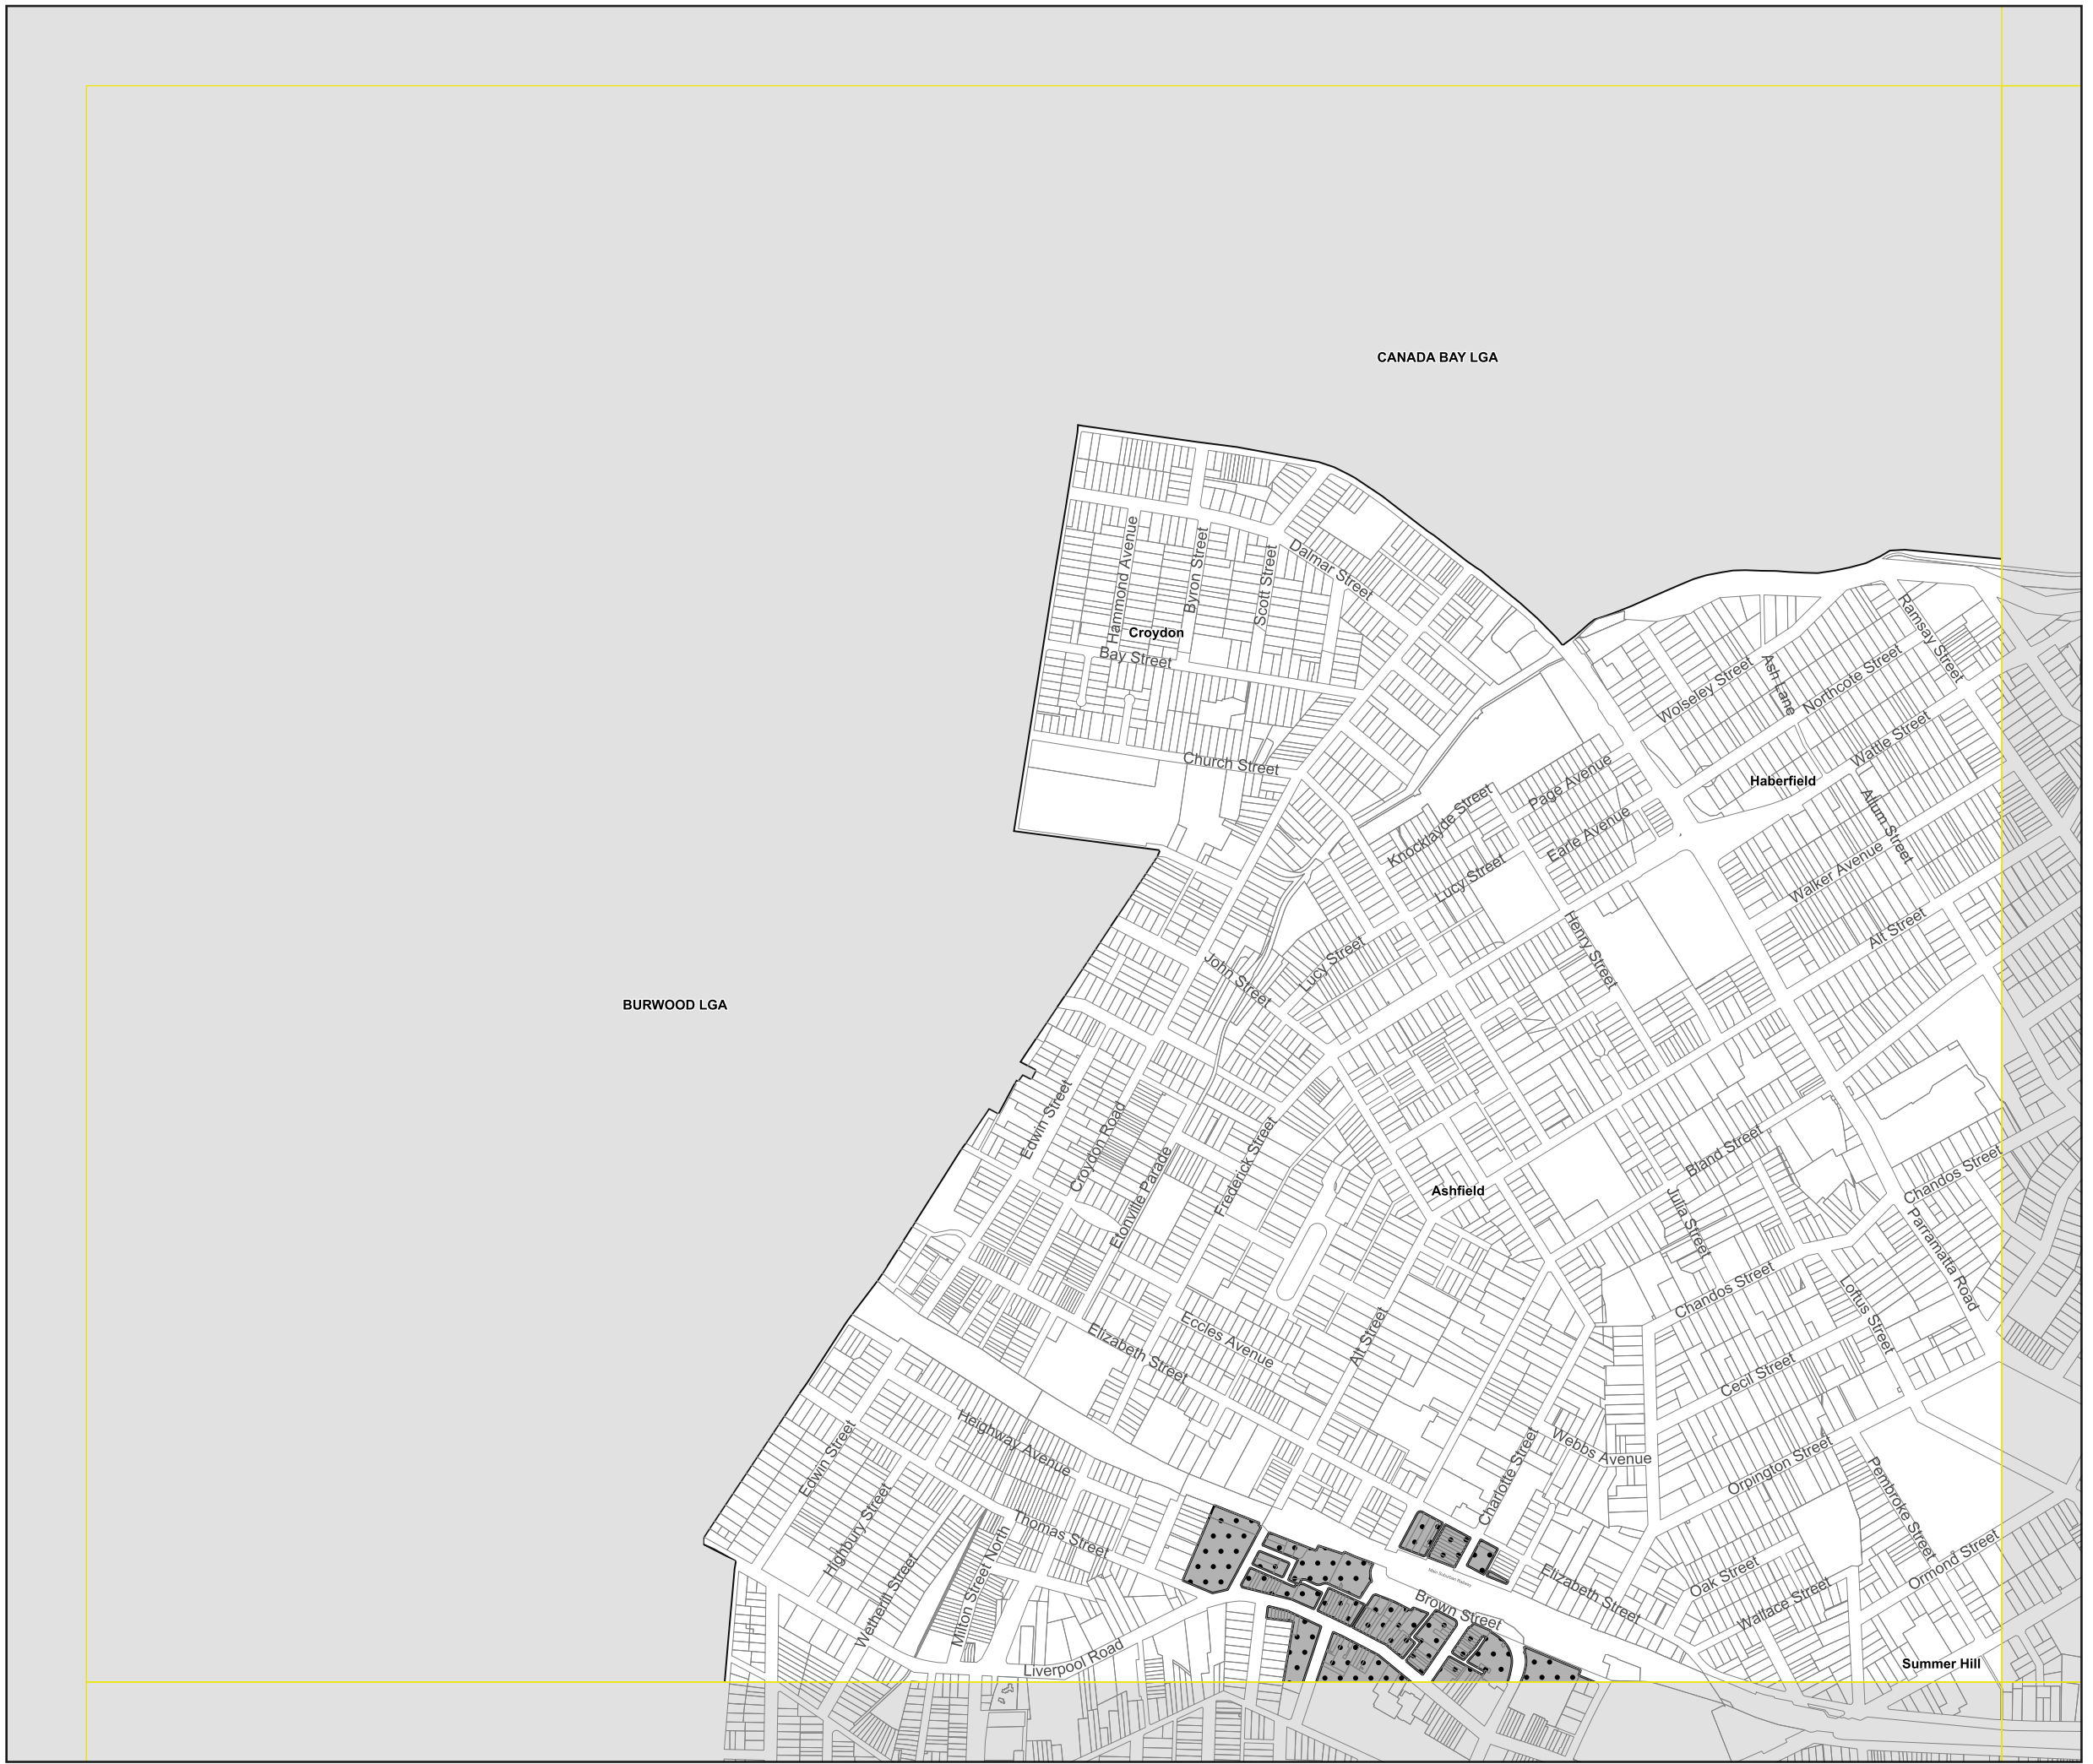 CANADA BAY LGA
Hammond Avenue
Byron Street
Scott Street
Dalmar Street
Croydon
Bay Street
Ramsay Street
Wolseley Street
Ash Lane
Northcote Street
Wattle Street
Church Street
Haberfield
Page Avenue
Knocklayde Street
Earle Avenue
Allum Street
Lucy Street
Walker Avenue
Alt Street
Henry Street
Lucy Street
John Street
BURWOOD LGA
Edwin Street
Croydon Road
Etonville Parade
Frederick Street
Bland Street
Ashfield
Chandos Street
Julia Street
Parramatta Road
Chandos Street
Loftus Street
Eccles Avenue
Elizabeth Street
Alt Street
Cecil Street
Heighway Avenue
Edwin Street
Webbs Avenue
Charlotte Street
Orpington Street
Pembroke Street
Highbury Street
Thomas Street
Milton Street North
Wetherill Street
Main Suburban Railway
Elizabeth Street
Oak Street
Ormond Street
Wallace Street
Brown Street
Liverpool Road
Summer Hill